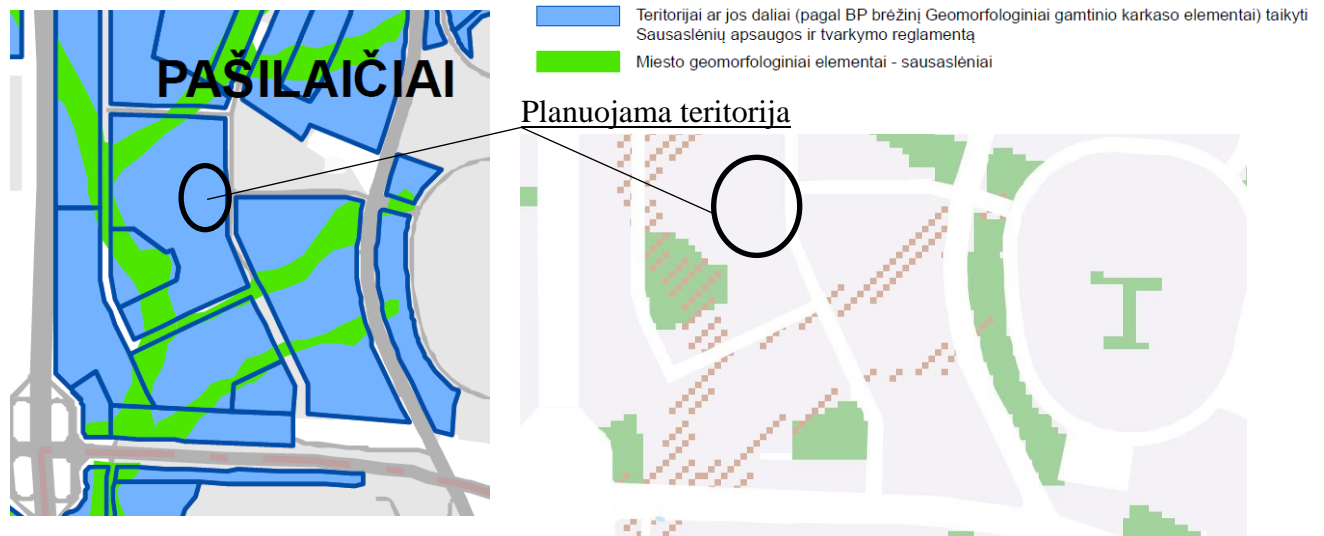 Teritorijai ar jos daliai (pagal BP brėžinį Geomorfologiniai gamtinio karkaso elementai) taikyti
Sausaslėnių apsaugos ir tvarkymo reglamentą
Miesto geomorfologiniai elementai - sausaslėniai
PAŠILAIČIAI
Planuojama teritorija